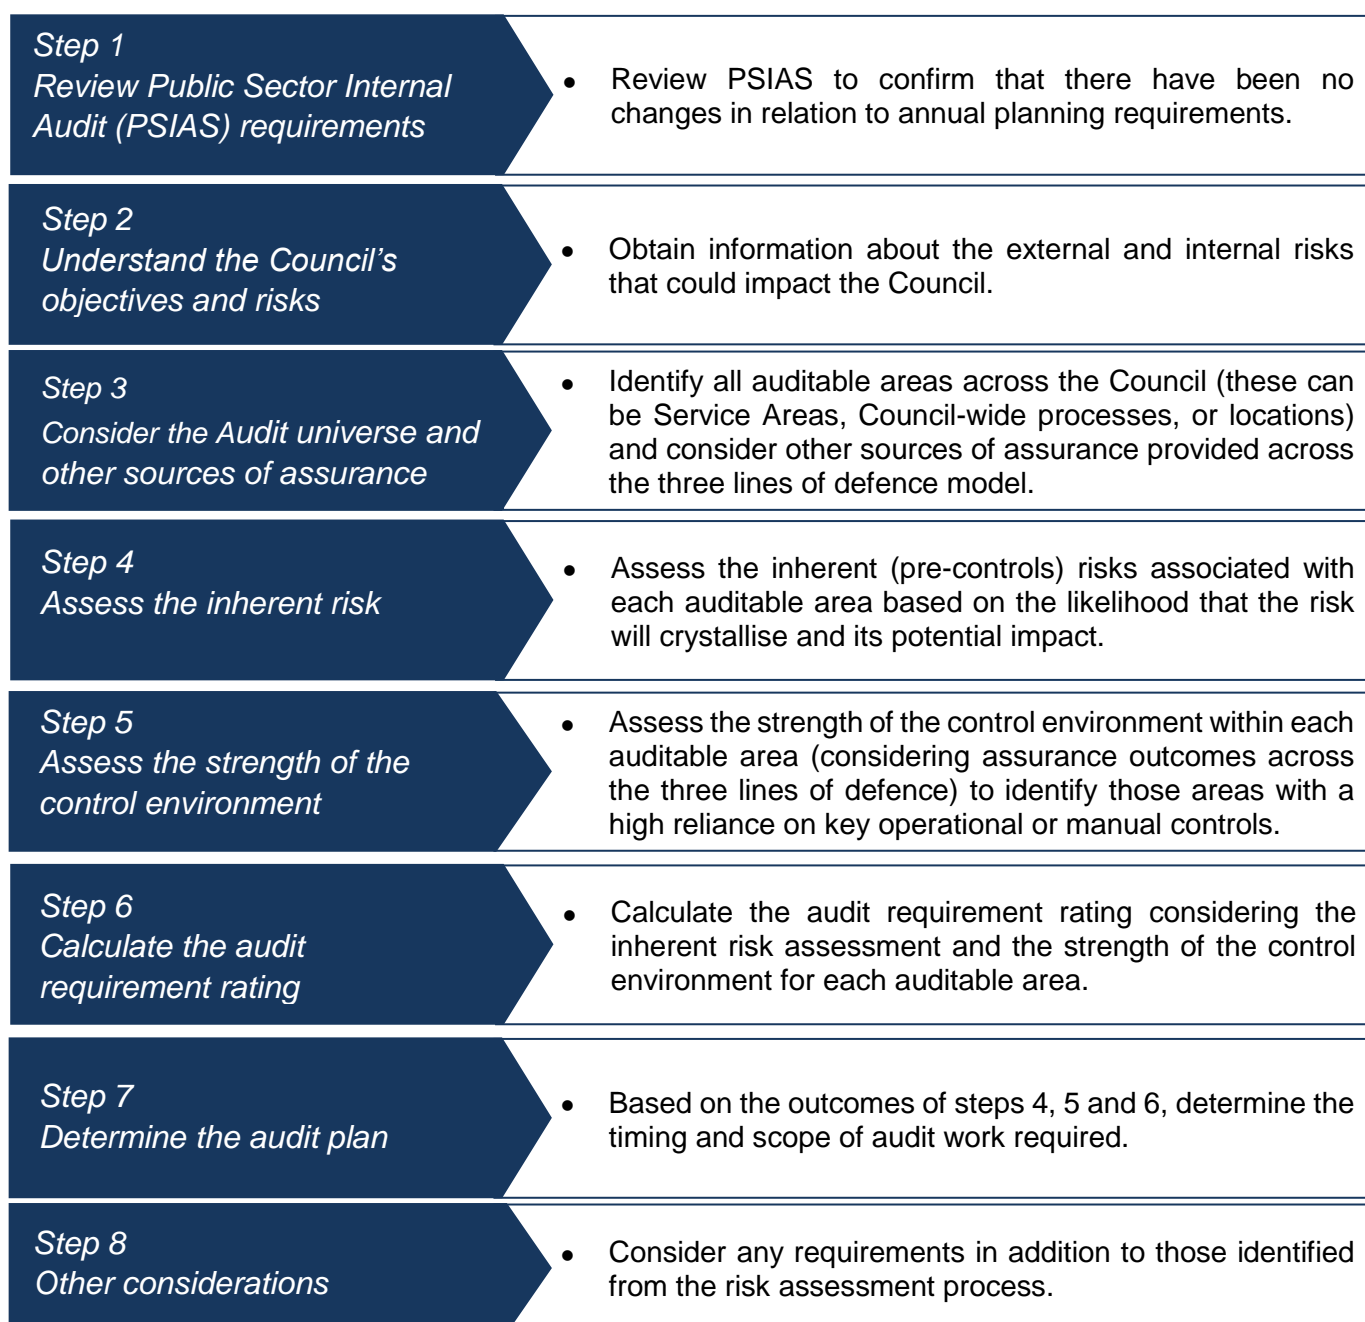 Step 1
Review Public Sector Internal
Audit (PSIAS) requirements
• Review PSIAS to confirm that there have been no
changes in relation to annual planning requirements.
Step 2
Understand the Council's
objectives and risks
• Obtain information about the external and internal risks
that could impact the Council.
Step 3
Consider the Audit universe and
other sources of assurance
• Identify all auditable areas across the Council (these can
be Service Areas, Council-wide processes, or locations)
and consider other sources of assurance provided across
the three lines of defence model.
Step 4
Assess the inherent risk
• Assess the inherent (pre-controls) risks associated with
each auditable area based on the likelihood that the risk
will crystallise and its potential impact.
Step 5
Assess the strength of the
control environment
• Assess the strength of the control environment within each
auditable area (considering assurance outcomes across
the three lines of defence) to identify those areas with a
high reliance on key operational or manual controls.
Step 6
Calculate the audit
requirement rating
• Calculate the audit requirement rating considering the
inherent risk assessment and the strength of the control
environment for each auditable area.
Step 7
Determine the audit plan
• Based on the outcomes of steps 4, 5 and 6, determine the
timing and scope of audit work required.
Step 8
Other considerations
• Consider any requirements in addition to those identified
from the risk assessment process.